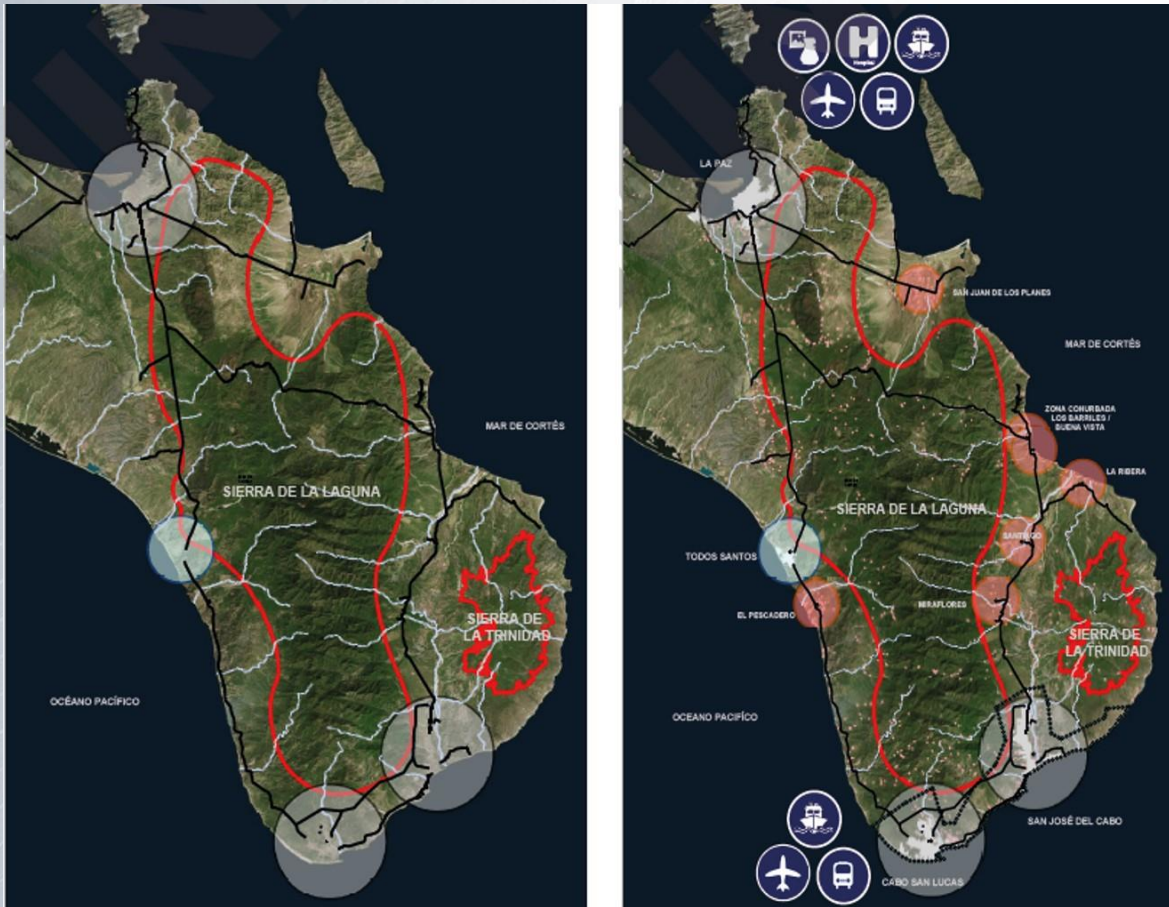 MAR DE CORTÉS
SIERRA DE LA LAGUNA
SIERRA DE
LA TRINIDAD
OCÉANO PACÍFICO
H
Hospital
LA PAZ
SAN JUAN DE LOS PLANES
MAR DE CORTÉS
ZONA CONURBADA
LOS BARRILES /
BUENA VISTA
LA RIBERA
SIERRA DE LA LAGUNA
SANTIAGO
TODOS SANTOS
MIRAFLORES
EL PESCADERO
SIERRA DE
LA TRINIDAD
OCEANO PACIFÍCO
SAN JOSÉ DEL CABO
CABO SAN LUCAS